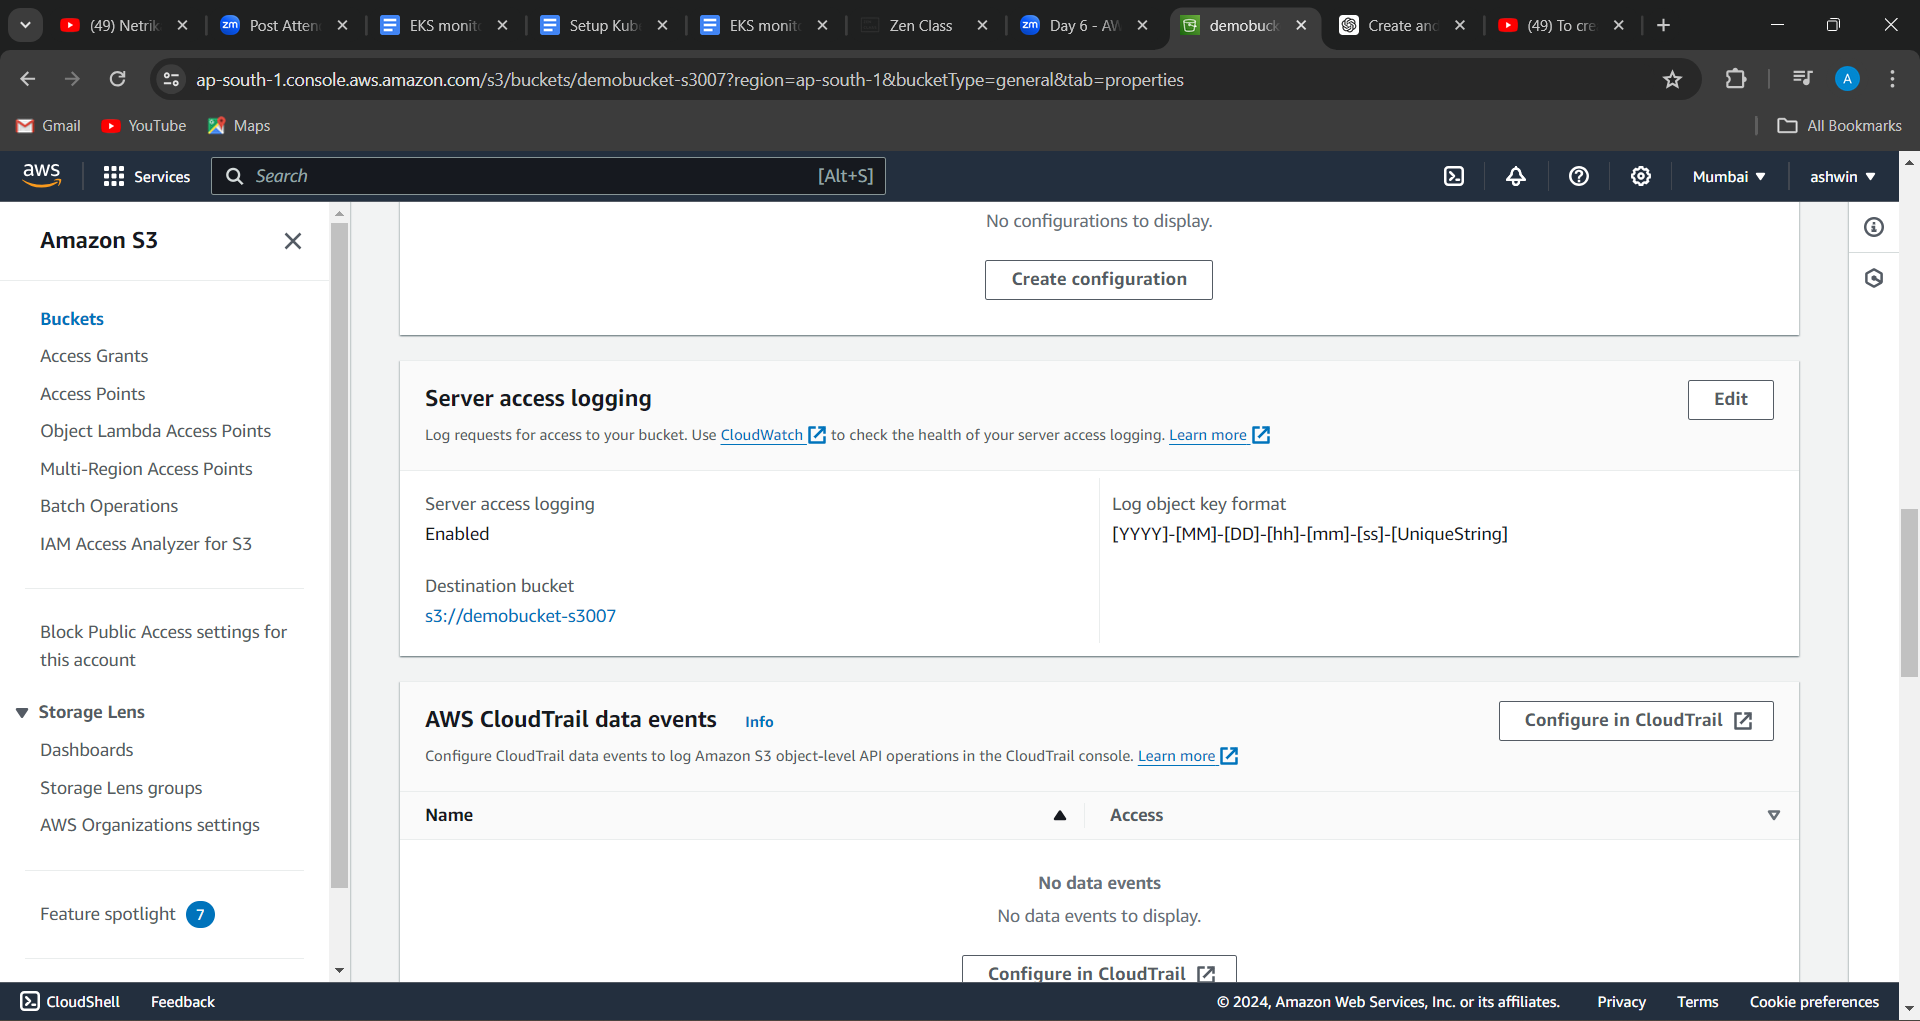 (49) Netrik
Post Atten
EKS monit
Setup Kub
EKS monit
Zen Class
Day 6 - AW
demobuck
Create and
(49) To cre
ap-south-1.console.aws.amazon.com/s3/buckets/demobucket-s3007?region=ap-south-1&bucketType=general&tab=properties
A
Gmail
YouTube
Maps
All Bookmarks
aws
Services
Search
[Alt+S]
Mumbai
ashwin
Amazon S3
Buckets
Access Grants
Access Points
Object Lambda Access Points
Multi-Region Access Points
Batch Operations
IAM Access Analyzer for S3
Block Public Access settings for
this account
Storage Lens
Dashboards
Storage Lens groups
AWS Organizations settings
Feature spotlight 7
No configurations to display.
Create configuration
Server access logging
Edit
Log requests for access to your bucket. Use CloudWatch to check the health of your server access logging. Learn more
Server access logging
Enabled
Destination bucket
s3://demobucket-s3007
Log object key format
[YYYY]-[MM]-[DD]-[hh]-[mm]-[ss]-[UniqueString]
AWS CloudTrail data events Info
Configure in CloudTrail
Configure CloudTrail data events to log Amazon S3 object-level API operations in the CloudTrail console. Learn more
Name
Access
No data events
No data events to display.
Configure in CloudTrail
CloudShell
Feedback
© 2024, Amazon Web Services, Inc. or its affiliates.
Privacy
Terms
Cookie preferences